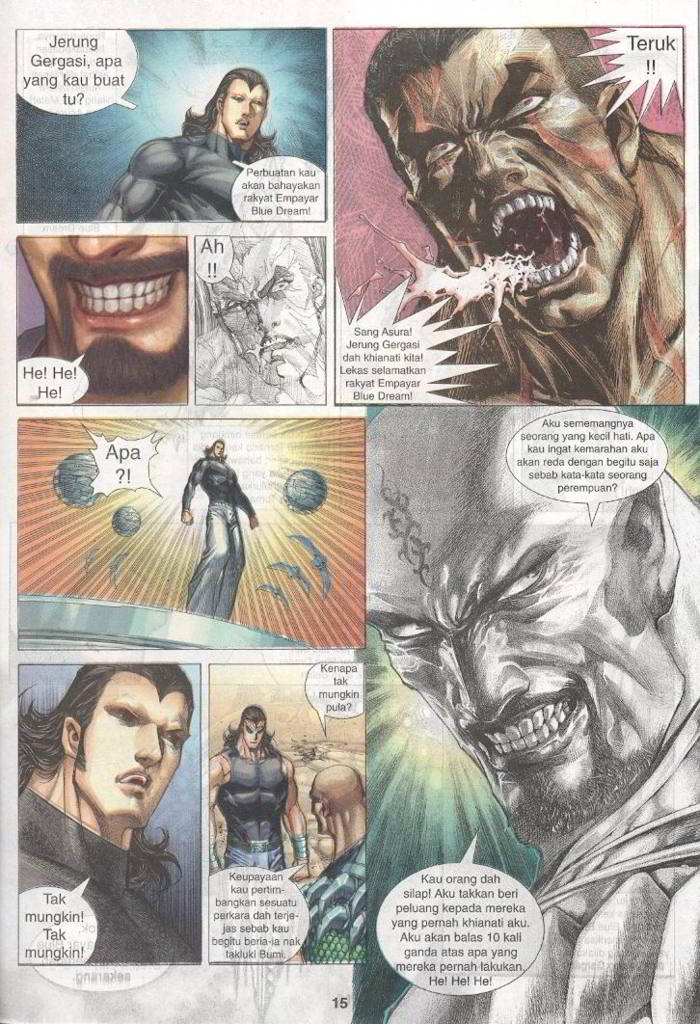 Jerung
Gergasi, apa
yang kau buat
tu?
Perbuatan kau
akan bahayakan
rakyat Empayar
Blue Dream!
Teruk
!!
Sang Asura!
Jerung Gergasi
dah khianati kita!
Lekas selamatkan
rakyat Empayar
Blue Dream!
He! He!
He!
Ah
!!
Apa
?!
Aku sememangnya
seorang yang kecil hati. Apa
kau ingat kemarahan aku
akan reda dengan begitu saja
sebab kata-kata seorang
perempuan?
Tak
mungkin!
Tak
mungkin!
Kenapa
tak
mungkin
pula?
Keupayaan
kau pertim-
bangkan sesuatu
perkara dah terje-
jas sebab kau
begitu beria-ia nak
takluki Bumi.
Kau orang dah
silap! Aku takkan beri
peluang kepada mereka
yang pernah khianati aku.
Aku akan balas 10 kali
ganda atas apa yang
mereka pernah lakukan.
He! He! He!
15